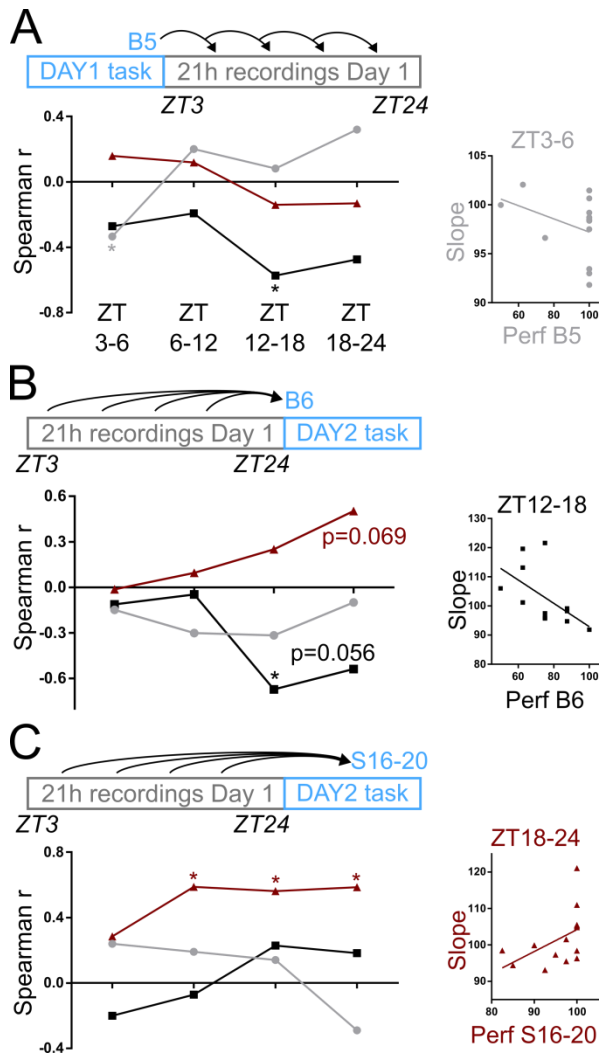 A
B5
DAY1 task
21h recordings Day 1
ZT3
ZT24
Spearman r
0.4
0.0
-0.4
-0.8
*
*
ZT ZT ZT ZT
3-6 6-12 12-18 18-24
ZT3-6
Slope
105
100
95
90
60 80 100
Perf B5
B
B6
21h recordings Day 1
DAY2 task
ZT3
ZT24
Spearman r
0.6
0.3
0.0
-0.3
-0.6
p=0.069
p=0.056
*
ZT12-18
Slope
130
120
110
100
90
80
60 80 100
Perf B6
C
S16-20
21h recordings Day 1
DAY2 task
ZT3
ZT24
Spearman r
0.8
0.4
0.0
-0.4
* * *
ZT18-24
Slope
120
110
100
90
80 90 100
Perf S16-20